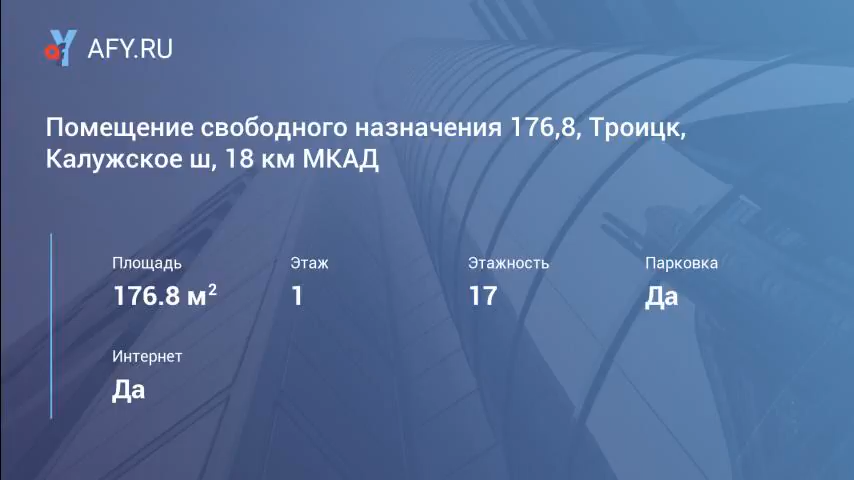 AFY.RU
Помещение свободного назначения 176,8, Троицк,
Калужское ш, 18 км МКАД
Площадь
176.8 м²
Этаж
1
Этажность
17
Парковка
Да
Интернет
Да